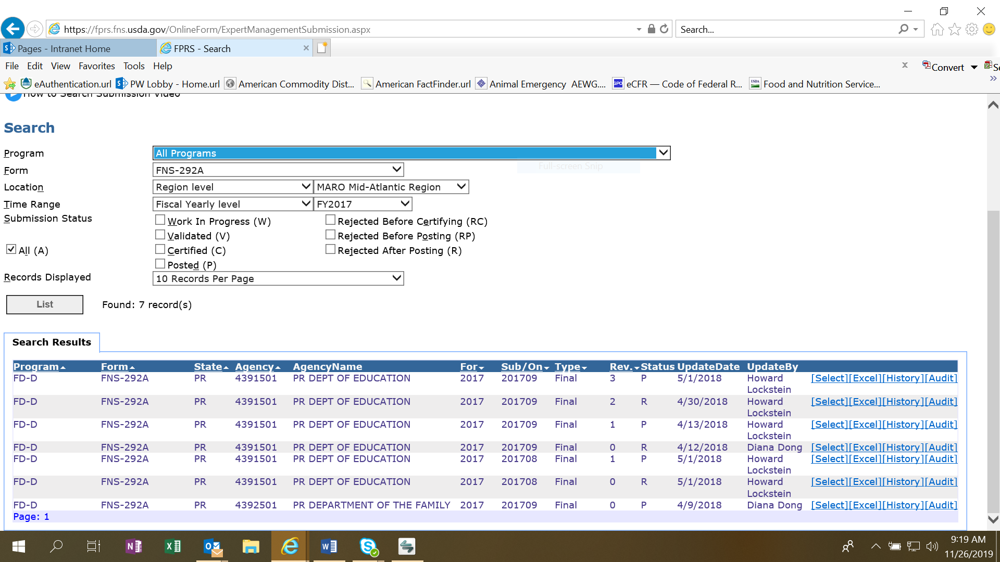 https://fprs.fns.usda.gov/OnlineForm/ExpertManagementSubmission.aspx
Search...
Pages - Intranet Home
FPRS - Search
File Edit View Favorites Tools Help
Convert
eAuthentication.url PW Lobby - Home.url American Commodity Dist... American FactFinder.url Animal Emergency AEWG.... eCFR — Code of Federal R... Food and Nutrition Service...
How to Search Submission Video
Search
Program All Programs
Full-screen Snip
Form FNS-292A
Location Region level MARO Mid-Atlantic Region
Time Range Fiscal Yearly level FY2017
Submission Status
Work In Progress (W) Rejected Before Certifying (RC)
Validated (V) Rejected Before Posting (RP)
All (A) Certified (C) Rejected After Posting (R)
Posted (P)
Records Displayed 10 Records Per Page
List Found: 7 record(s)
Search Results
Program Form State Agency AgencyName For Sub/On Type Rev. Status UpdateDate UpdateBy
FD-D FNS-292A PR 4391501 PR DEPT OF EDUCATION 2017 201709 Final 3 P 5/1/2018 Howard [Select][Excel][History][Audit]
Lockstein
FD-D FNS-292A PR 4391501 PR DEPT OF EDUCATION 2017 201709 Final 2 R 4/30/2018 Howard [Select][Excel][History][Audit]
Lockstein
FD-D FNS-292A PR 4391501 PR DEPT OF EDUCATION 2017 201709 Final 1 P 4/13/2018 Howard [Select][Excel][History][Audit]
Lockstein
FD-D FNS-292A PR 4391501 PR DEPT OF EDUCATION 2017 201709 Final 0 R 4/12/2018 Diana Dong [Select][Excel][History][Audit]
FD-D FNS-292A PR 4391501 PR DEPT OF EDUCATION 2017 201708 Final 1 P 5/1/2018 Howard [Select][Excel][History][Audit]
Lockstein
FD-D FNS-292A PR 4391501 PR DEPT OF EDUCATION 2017 201708 Final 0 R 5/1/2018 Howard [Select][Excel][History][Audit]
Lockstein
FD-D FNS-292A PR 4392501 PR DEPARTMENT OF THE FAMILY 2017 201709 Final 0 P 4/9/2018 Diana Dong [Select][Excel][History][Audit]
Page: 1
9:19 AM
11/26/2019